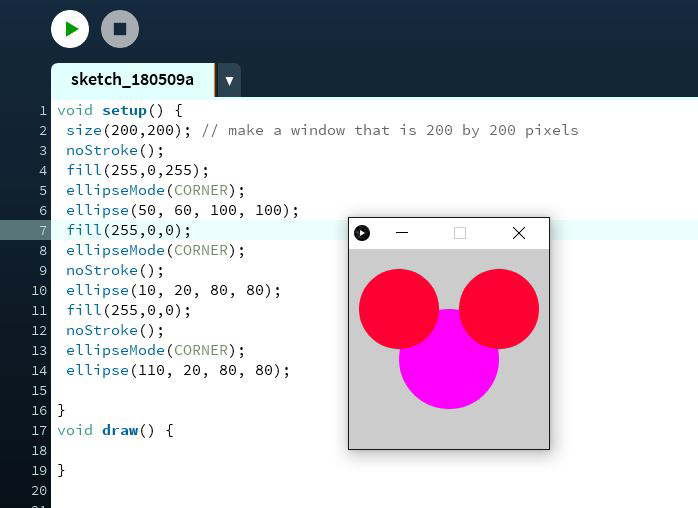 sketch_180509a
1 void setup() {
2 size(200,200); // make a window that is 200 by 200 pixels
3 noStroke();
4 fill(255,0,255);
5 ellipseMode(CORNER);
6 ellipse(50, 60, 100, 100);
7 fill(255,0,0);
8 ellipseMode(CORNER);
9 noStroke();
10 ellipse(10, 20, 80, 80);
11 fill(255,0,0);
12 noStroke();
13 ellipseMode(CORNER);
14 ellipse(110, 20, 80, 80);
15
16 }
17 void draw() {
18
19 }
20